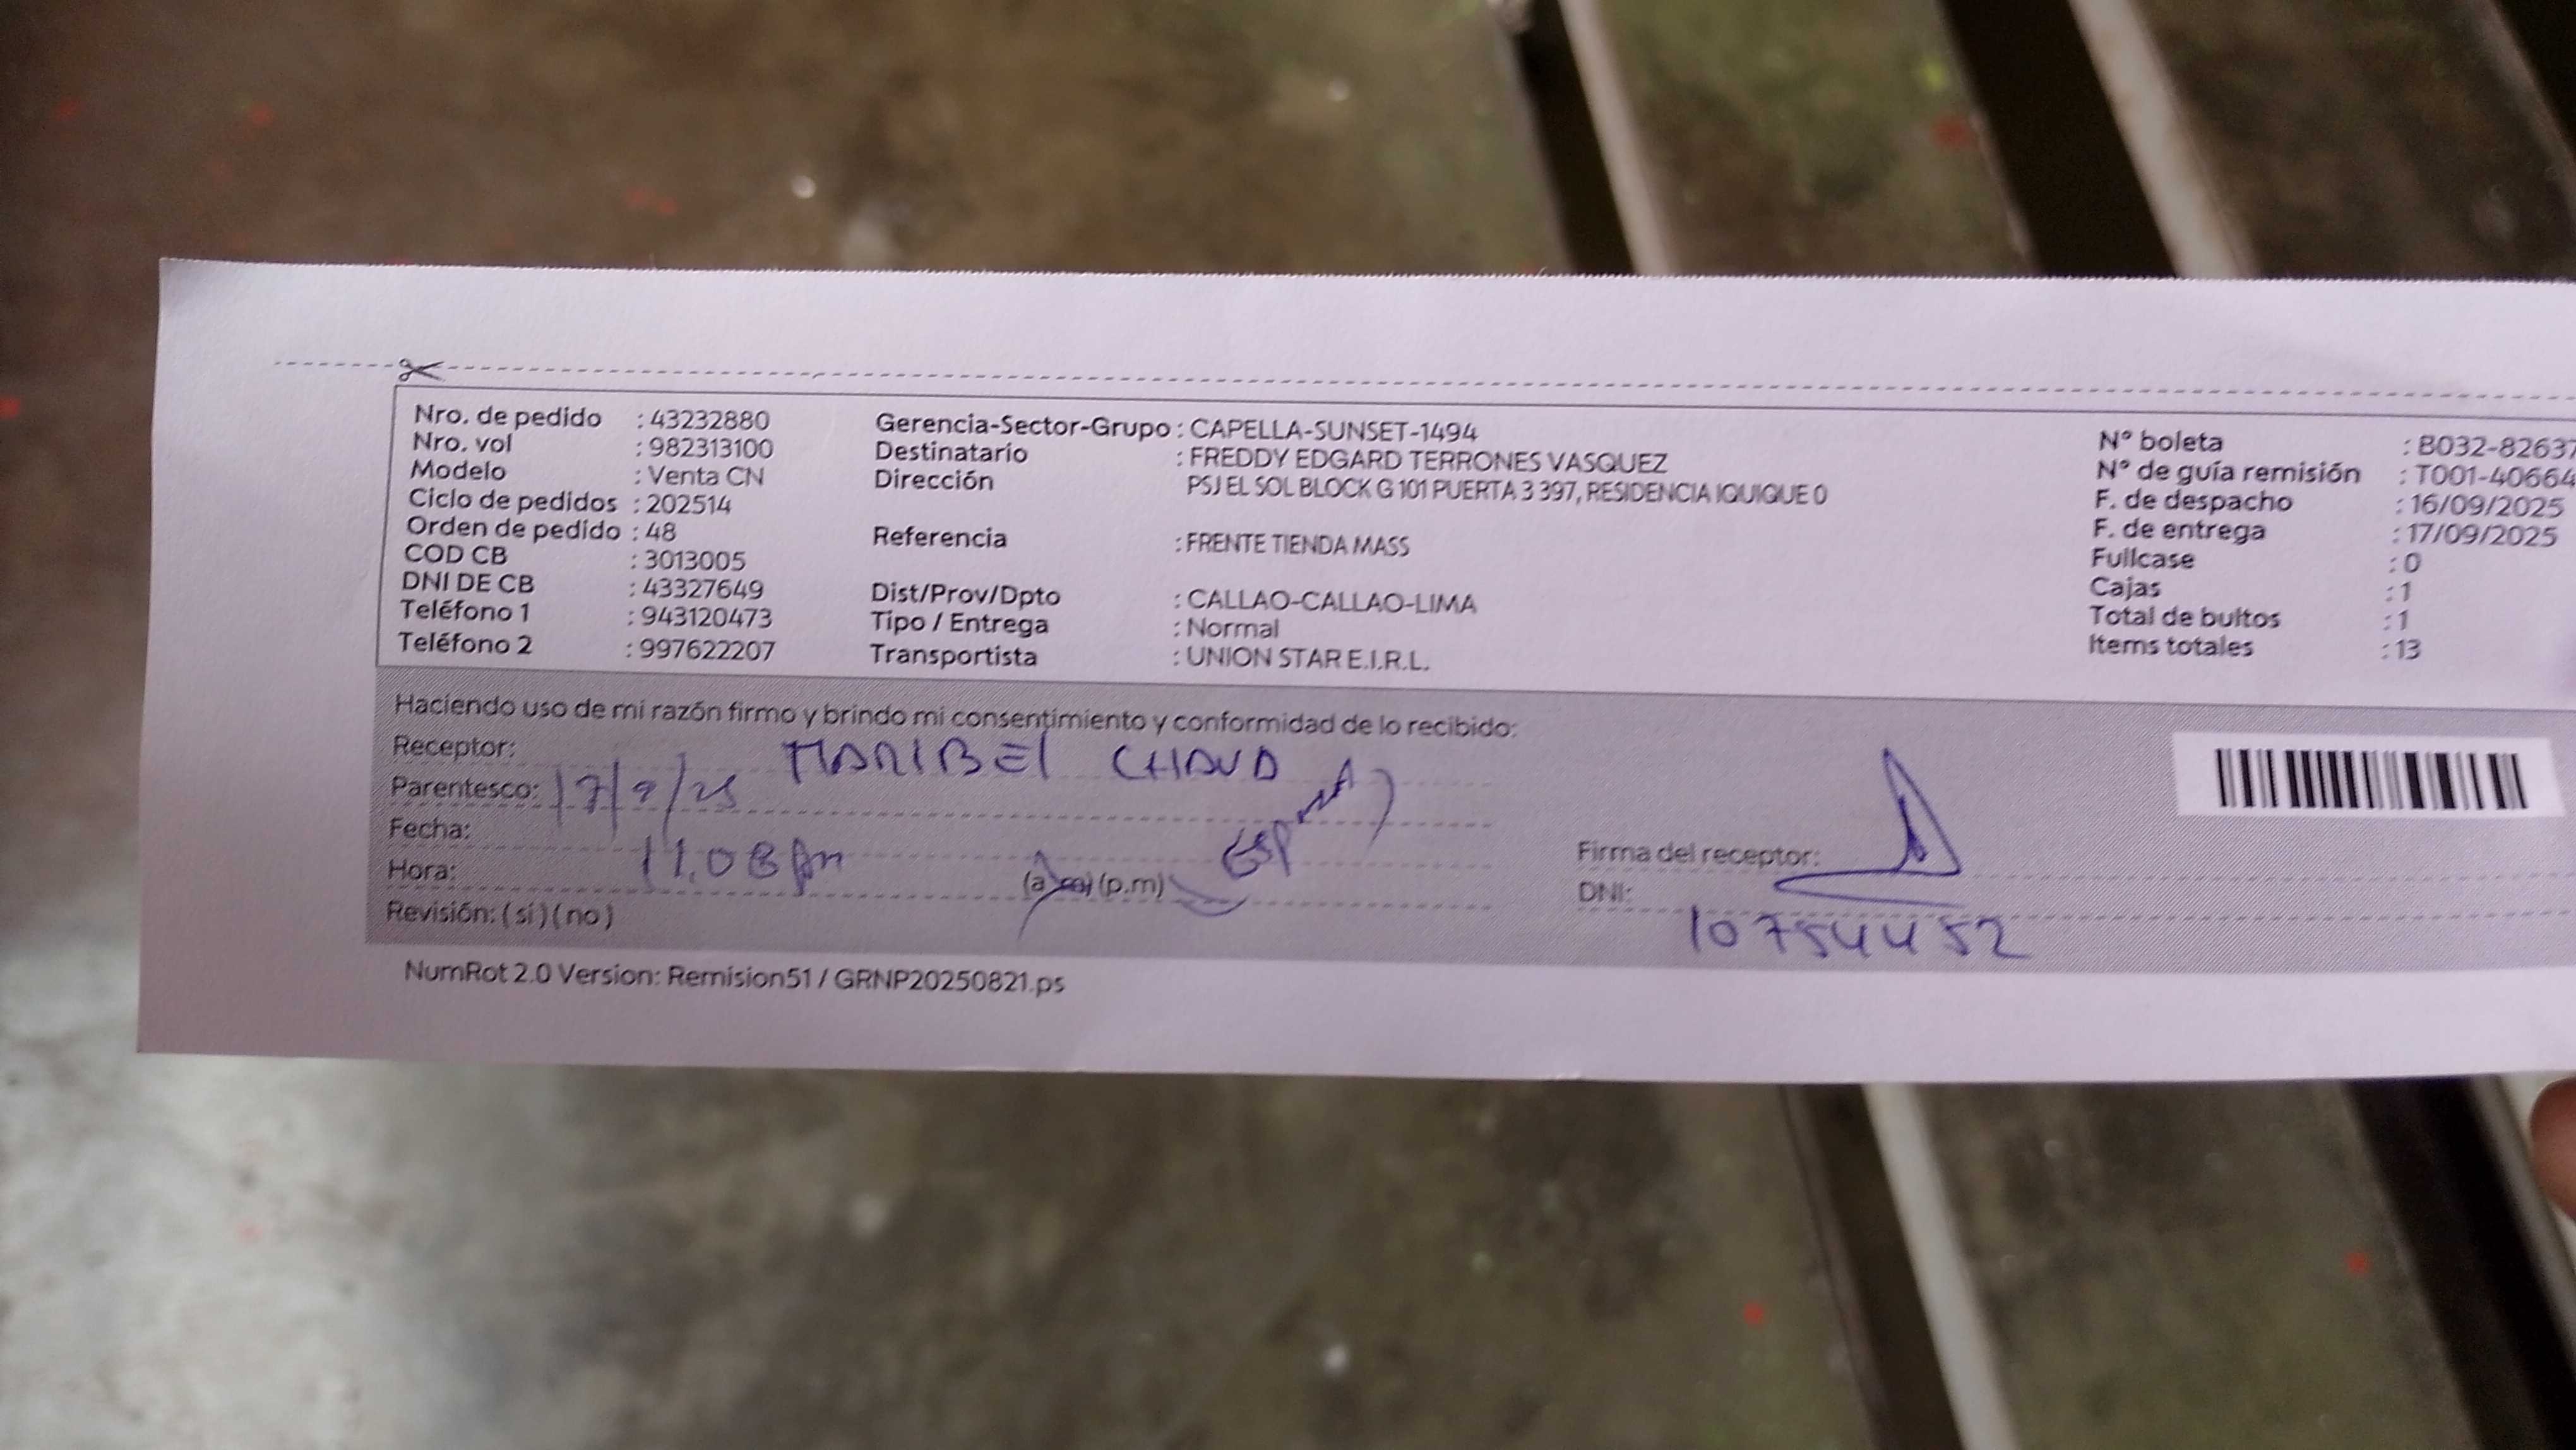 Nro. de pedido : 43232880
Nro. vol : 982313100
Modelo : Venta CN
Ciclo de pedidos : 202514
Orden de pedido : 48
COD CB : 3013005
DNI DE CB : 43327649
Teléfono 1 : 943120473
Teléfono 2 : 997622207
Gerencia-Sector-Grupo : CAPELLA-SUNSET-1494
Destinatario : FREDDY EDGARD TERRONES VASQUEZ
Dirección PSJ EL SOL BLOCK G 101 PUERTA 3 397, RESIDENCIA IQUIQUE 0
Referencia : FRENTE TIENDA MASS
Dist/Prov/Dpto : CALLAO-CALLAO-LIMA
Tipo / Entrega : Normal
Transportista : UNION STAR E.I.R.L.
N° boleta : B032-82637
N° de guía remisión : T001-40664
F. de despacho : 16/09/2025
F. de entrega : 17/09/2025
Fullcase : 0
Cajas : 1
Total de bultos : 1
Items totales : 13
Haciendo uso de mi razón firmo y brindo mi consentimiento y conformidad de lo recibido:
Receptor: MARIBEL
Parentesco: 17/9/25
Fecha:
Hora: 11.08 pm (a.m) (p.m)
Revisión: ( si ) ( no )
Firma del receptor:
DNI: 10754452
NumRot 2.0 Version: Remision51 / GRNP20250821.ps